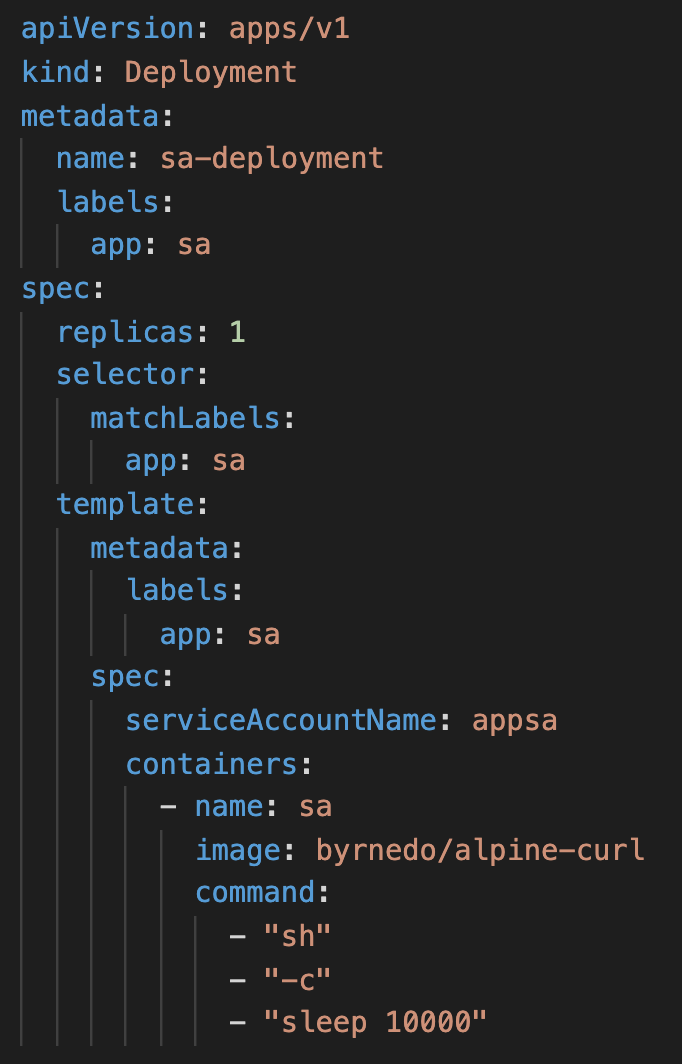 apiVersion: apps/v1
kind: Deployment
metadata:
  name: sa-deployment
  labels:
    app: sa
spec:
  replicas: 1
  selector:
    matchLabels:
      app: sa
  template:
    metadata:
      labels:
        app: sa
    spec:
      serviceAccountName: appsa
      containers:
        - name: sa
          image: byrnedo/alpine-curl
          command:
            - "sh"
            - "-c"
            - "sleep 10000"